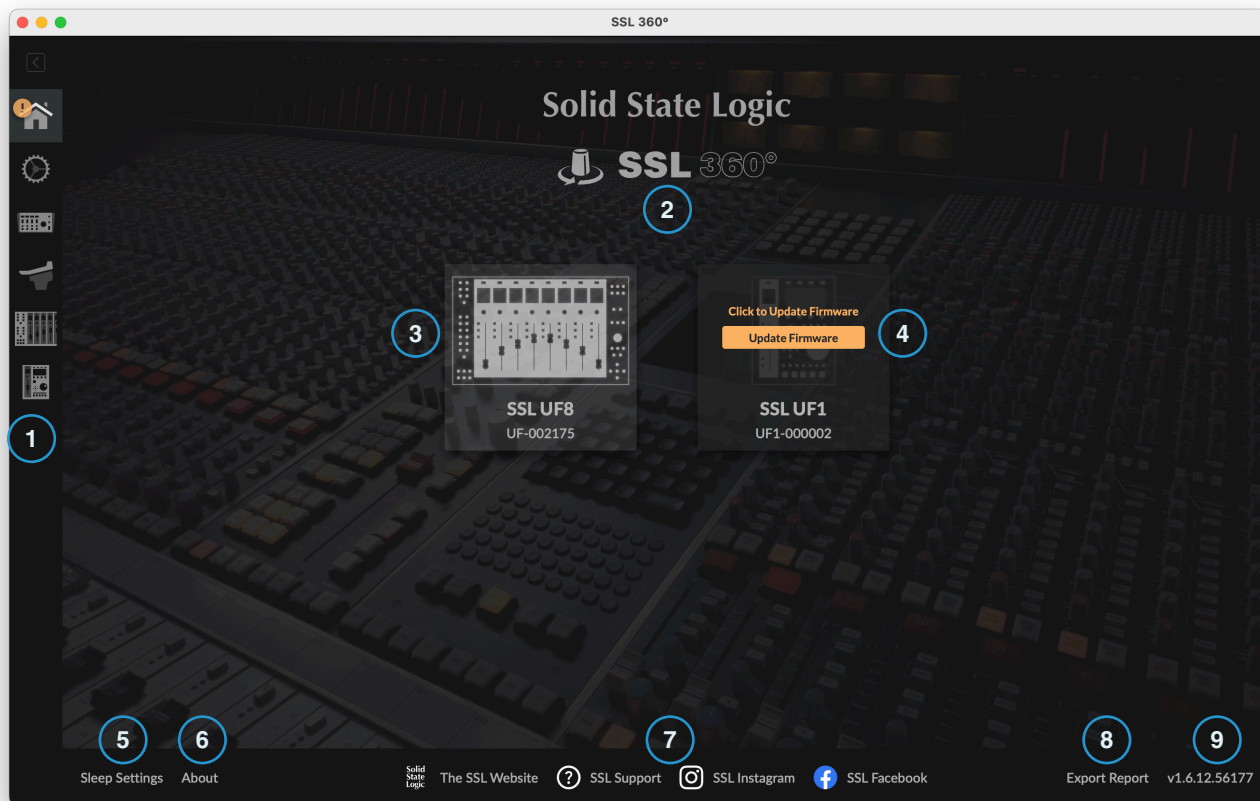 SSL 360°
!
Solid State Logic
SSL 360°
2
3
Click to Update Firmware
Update Firmware
4
SSL UF8
UF-002175
SSL UF1
UF1-000002
1
5
6
7
8
9
Sleep Settings
About
Solid
State
Logic
The SSL Website
?
SSL Support
SSL Instagram
SSL Facebook
Export Report
v1.6.12.56177